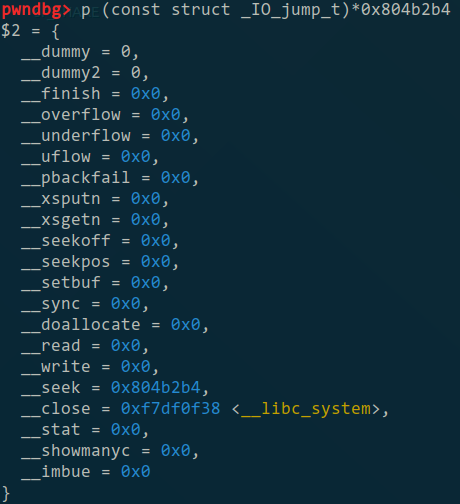 pwndbg> p (const struct _IO_jump_t)*0x804b2b4
$2 = {
  __dummy = 0,
  __dummy2 = 0,
  __finish = 0x0,
  __overflow = 0x0,
  __underflow = 0x0,
  __uflow = 0x0,
  __pbackfail = 0x0,
  __xsputn = 0x0,
  __xsgetn = 0x0,
  __seekoff = 0x0,
  __seekpos = 0x0,
  __setbuf = 0x0,
  __sync = 0x0,
  __doallocate = 0x0,
  __read = 0x0,
  __write = 0x0,
  __seek = 0x804b2b4,
  __close = 0xf7df0f38 <__libc_system>,
  __stat = 0x0,
  __showmanyc = 0x0,
  __imbue = 0x0
}